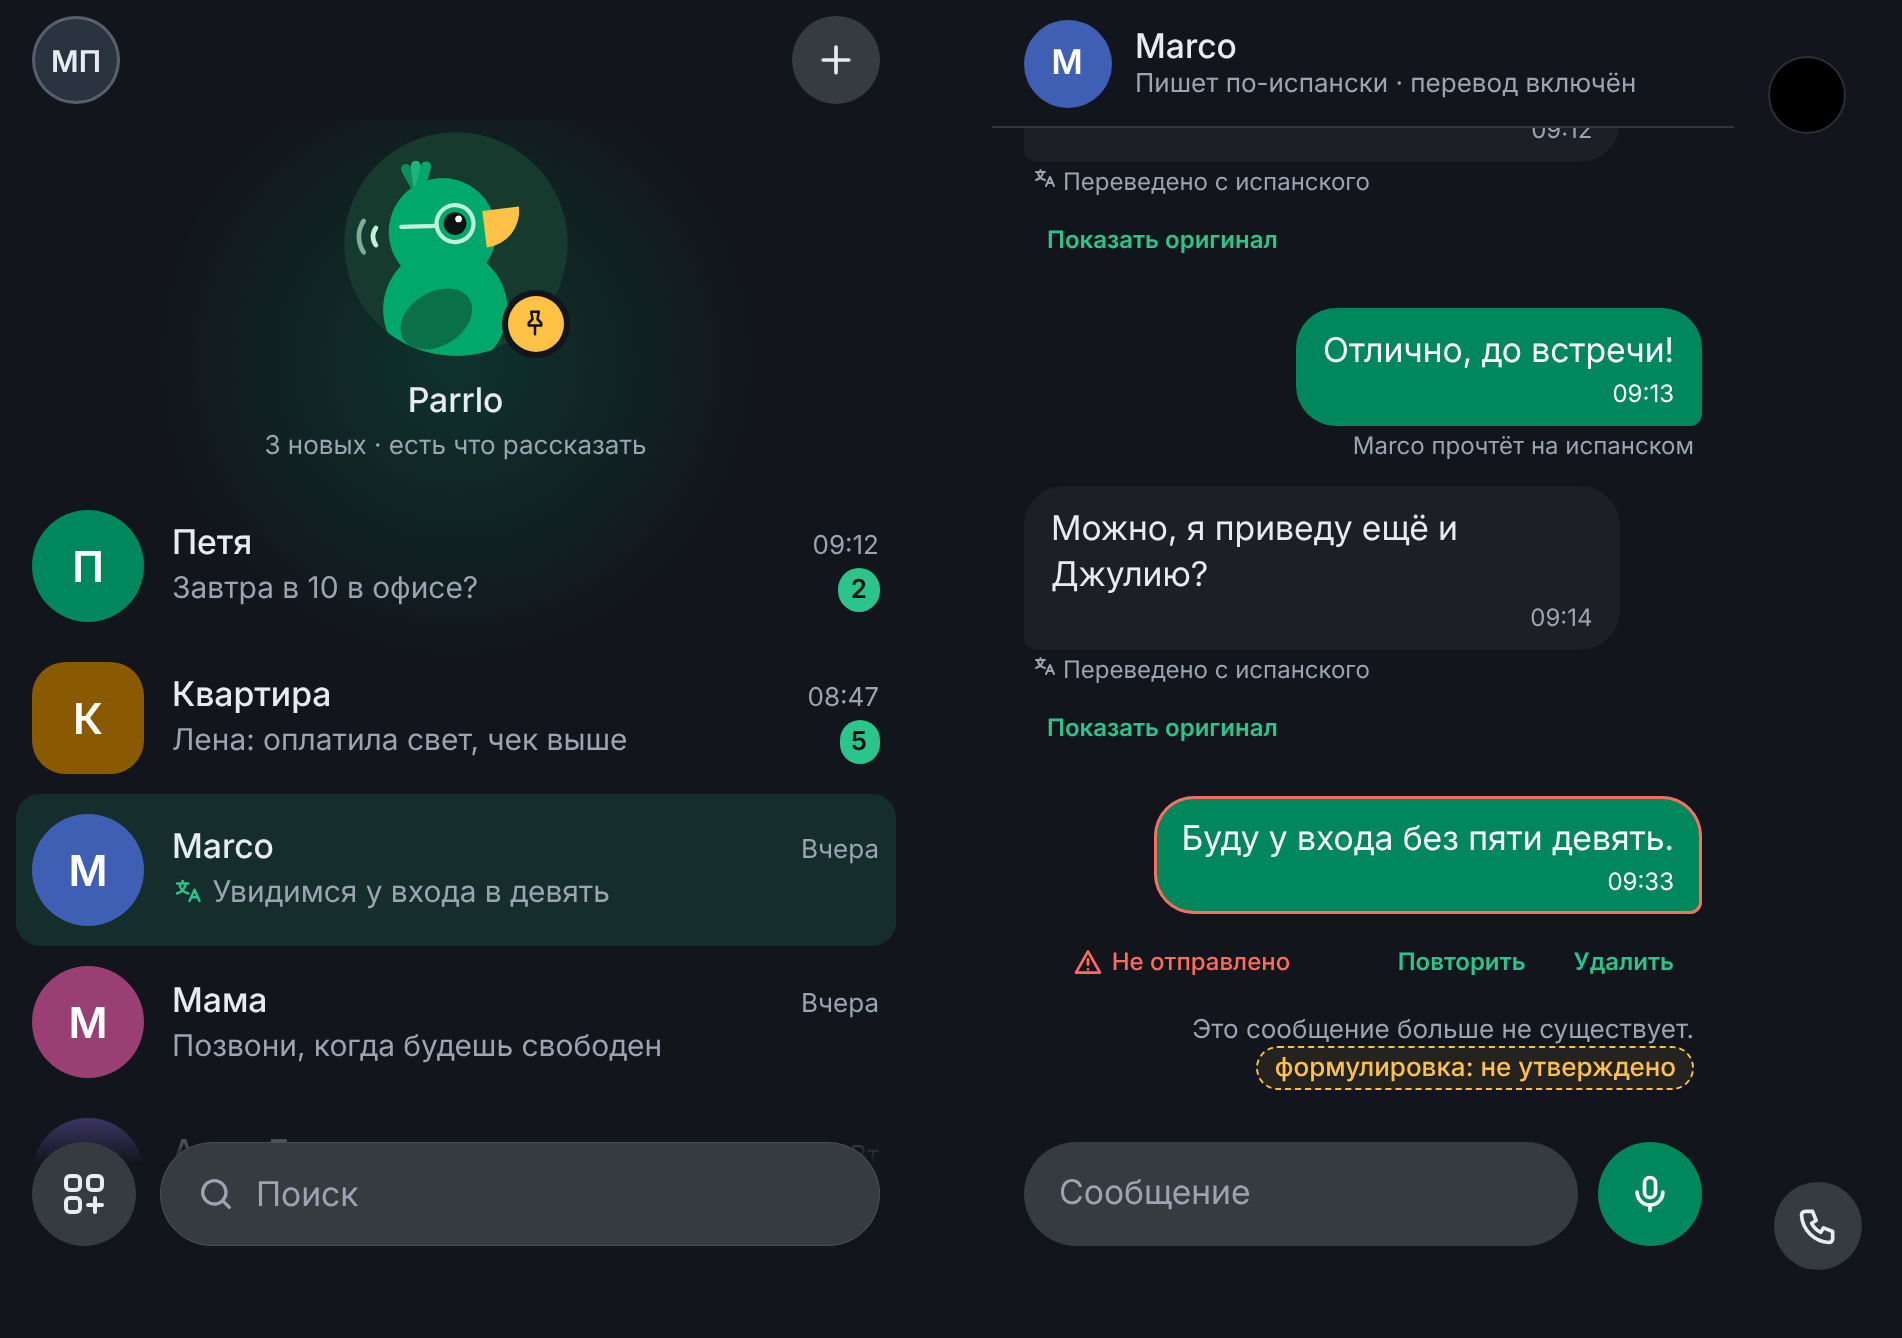 МП
Parrlo
3 новых · есть что рассказать
П
Петя
09:12
Завтра в 10 в офисе?
2
К
Квартира
08:47
Лена: оплатила свет, чек выше
5
M
Marco
Вчера
Увидимся у входа в девять
М
Мама
Вчера
Позвони, когда будешь свободен
Поиск
M
Marco
Пишет по-испански · перевод включён
09:12
Переведено с испанского
Показать оригинал
Отлично, до встречи!
09:13
Marco прочтёт на испанском
Можно, я приведу ещё и
Джулию?
09:14
Переведено с испанского
Показать оригинал
Буду у входа без пяти девять.
09:33
Не отправлено
Повторить
Удалить
Это сообщение больше не существует.
формулировка: не утверждено
Сообщение